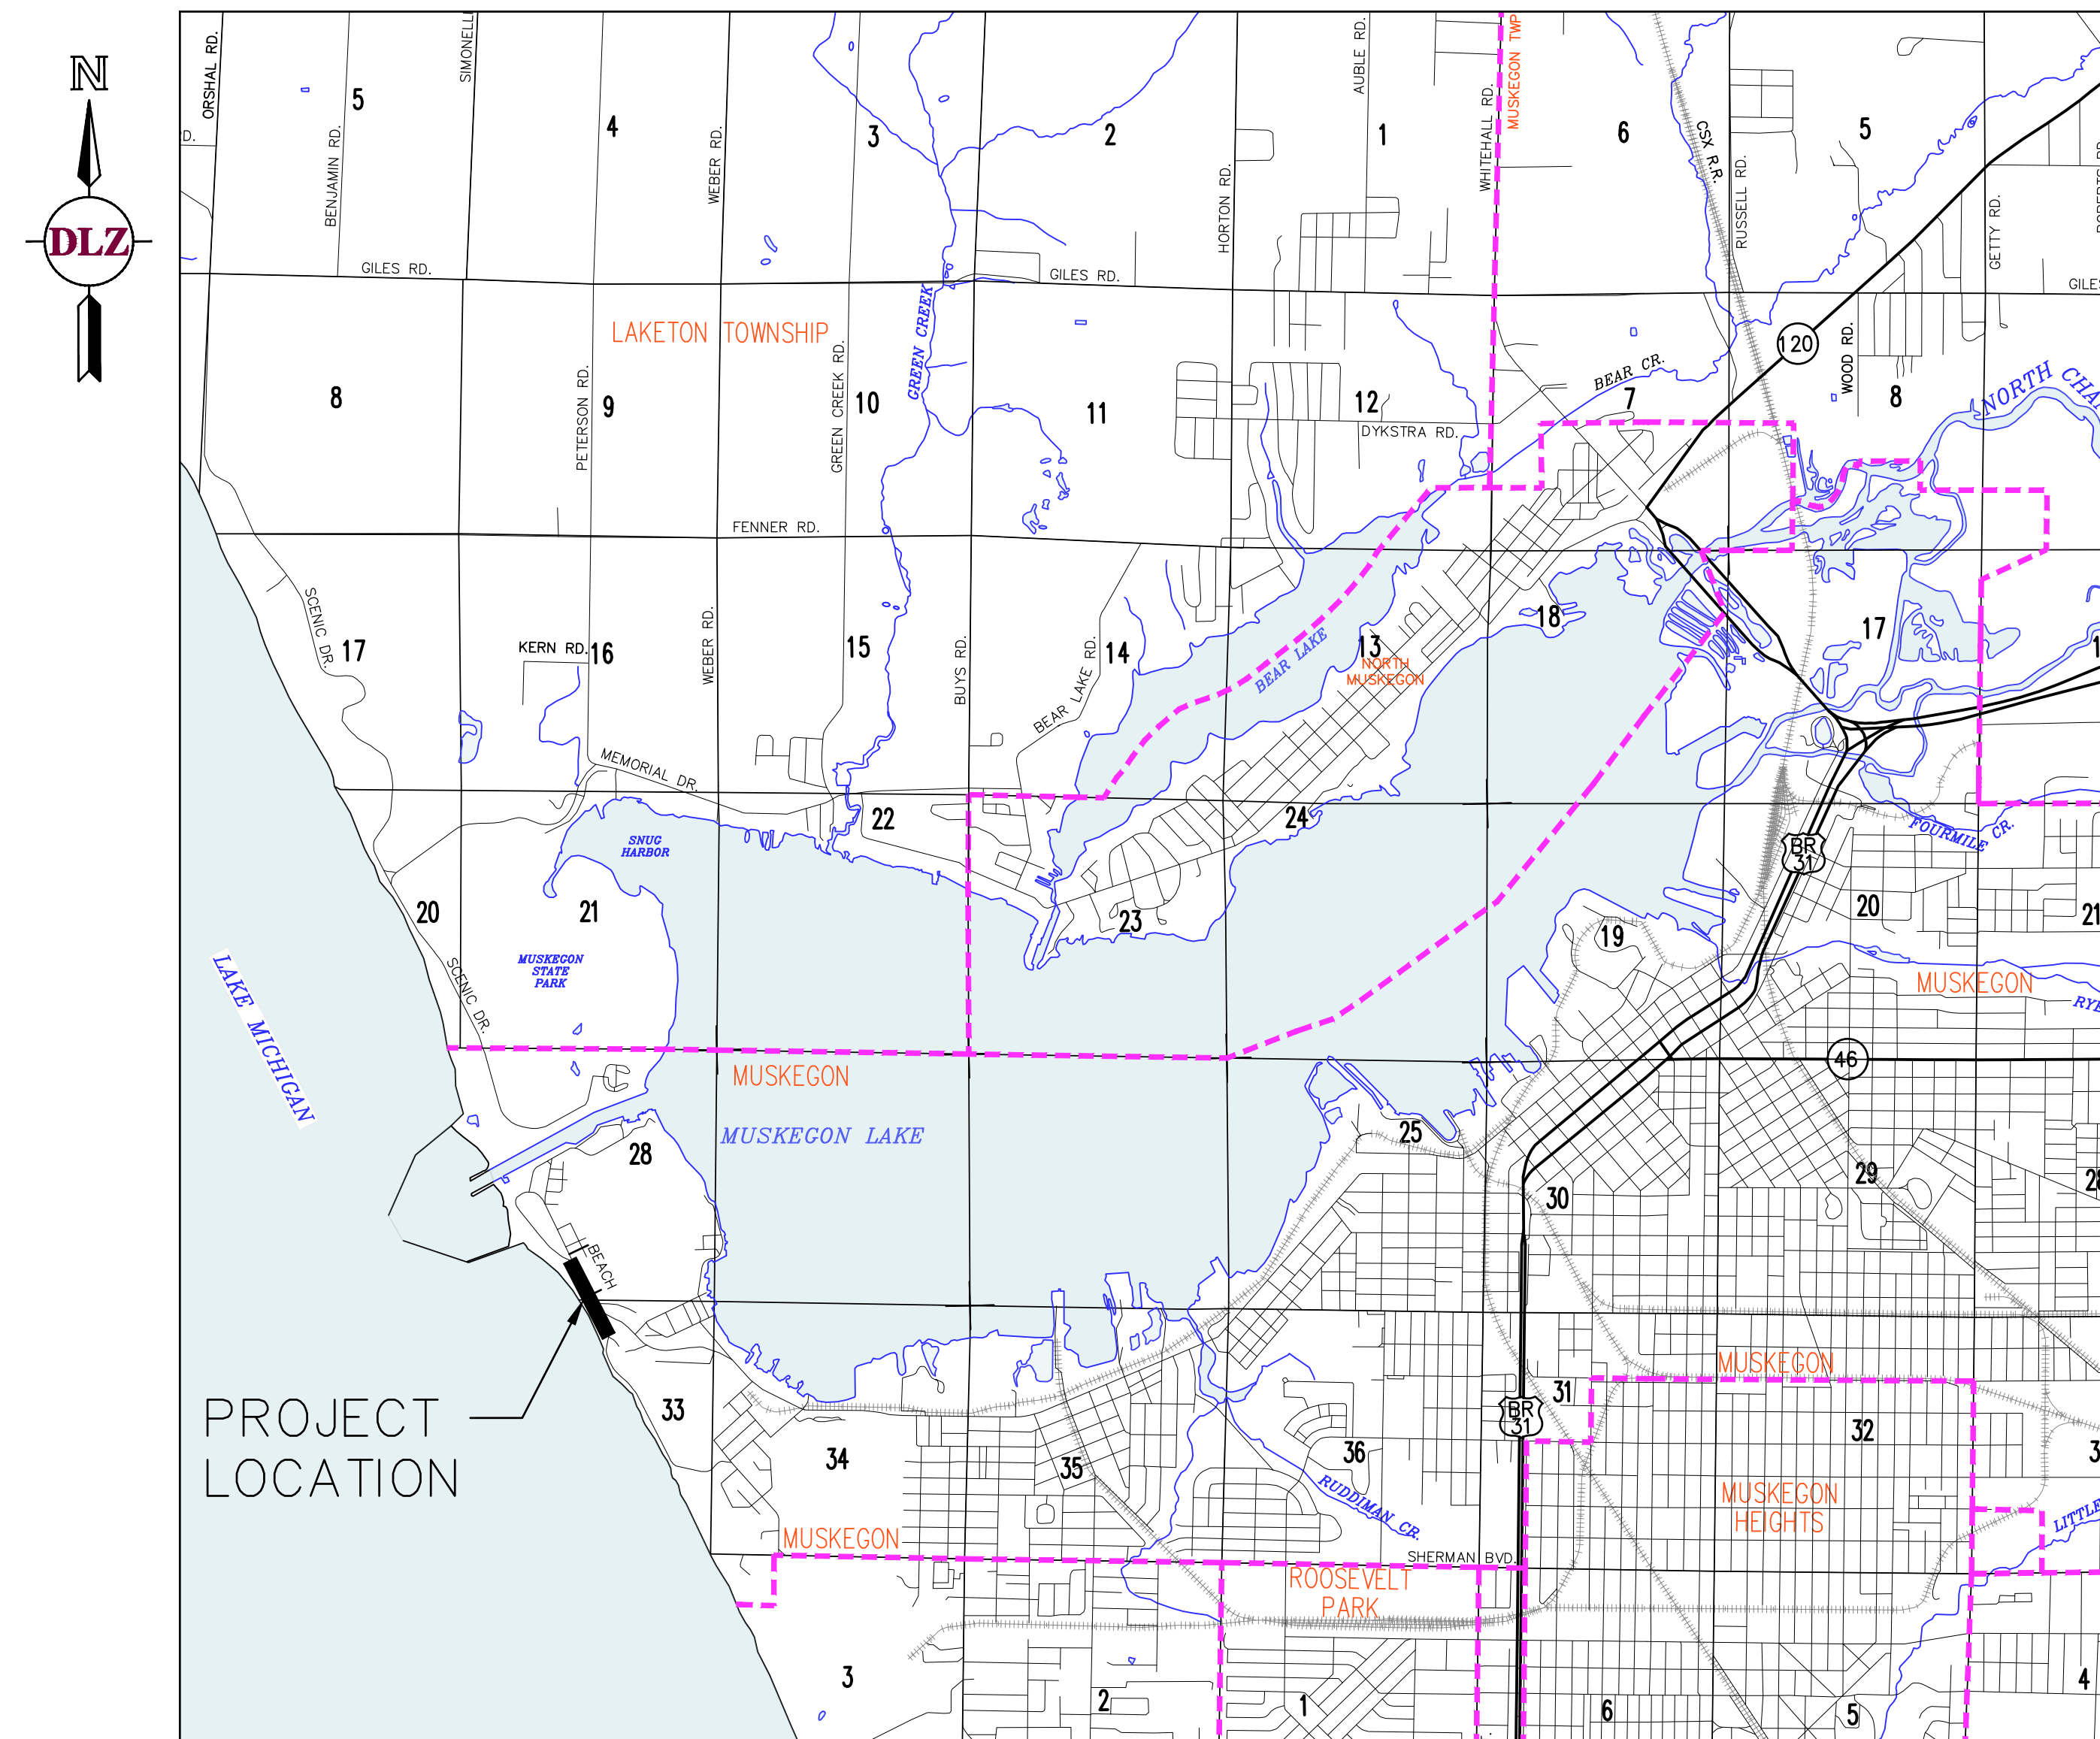 N
DLZ
ORSHAL RD.
SIMONELLI
AUBLE RD.
MUSKEGON TWP
5
BENJAMIN RD.
4
WEBER RD.
3
2
HORTON RD.
1
WHITEHALL RD.
6
CSX R.R.
RUSSELL RD.
5
GETTY RD.
GILES RD.
GILES RD.
GILES
LAKETON TOWNSHIP
GREEN CREEK
120
WOOD RD.
8
PETERSON RD.
9
GREEN CREEK RD.
10
11
12
DYKSTRA RD.
BEAR CR.
7
8
NORTH CHAN
FENNER RD.
SCENIC DR.
17
KERN RD.
16
WEBER RD.
15
BUYS RD.
BEAR LAKE RD.
14
BEAR LAKE
13
NORTH
MUSKEGON
18
17
MEMORIAL DR.
22
24
SNUG
HARBOR
FOURMILE CR.
BR
31
20
21
23
19
20
21
LAKE MICHIGAN
SCENIC DR.
MUSKEGON
STATE
PARK
MUSKEGON
RYE
MUSKEGON
46
MUSKEGON LAKE
28
25
30
29
28
BEACH
PROJECT
LOCATION
33
34
35
36
RUDDIMAN CR.
BR
31
31
MUSKEGON
32
MUSKEGON
HEIGHTS
LITTLE
MUSKEGON
SHERMAN BVD.
ROOSEVELT
PARK
3
2
1
6
5
4